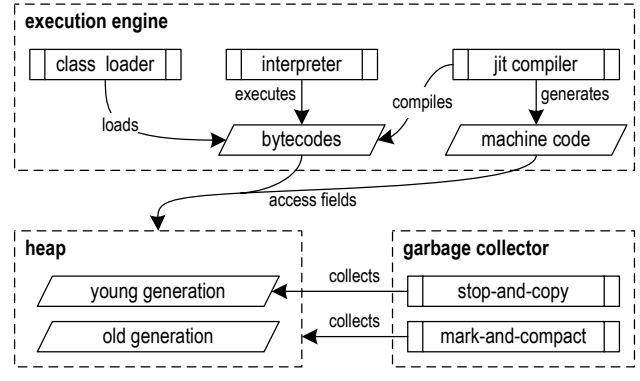 execution engine
class loader
interpreter
jit compiler
executes
compiles
generates
loads
bytecodes
machine code
access fields
heap
garbage collector
young generation
collects
stop-and-copy
old generation
collects
mark-and-compact